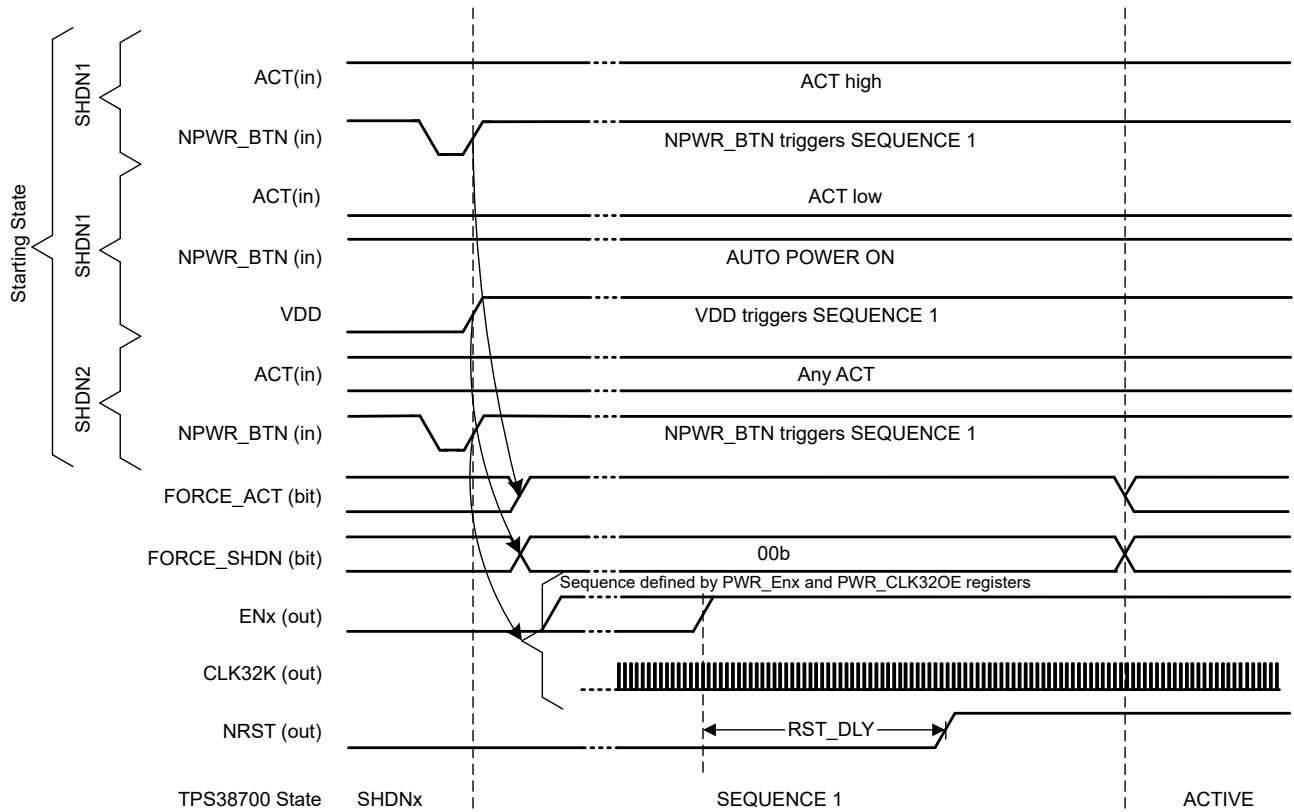 Starting State
SHDN1
SHDN1
SHDN2
ACT(in)
ACT high
NPWR_BTN (in)
NPWR_BTN triggers SEQUENCE 1
ACT(in)
ACT low
NPWR_BTN (in)
AUTO POWER ON
VDD
VDD triggers SEQUENCE 1
ACT(in)
Any ACT
NPWR_BTN (in)
NPWR_BTN triggers SEQUENCE 1
FORCE_ACT (bit)
FORCE_SHDN (bit)
00b
Sequence defined by PWR_Enx and PWR_CLK32OE registers
ENx (out)
CLK32K (out)
NRST (out)
RST_DLY
TPS38700 State
SHDNx
SEQUENCE 1
ACTIVE